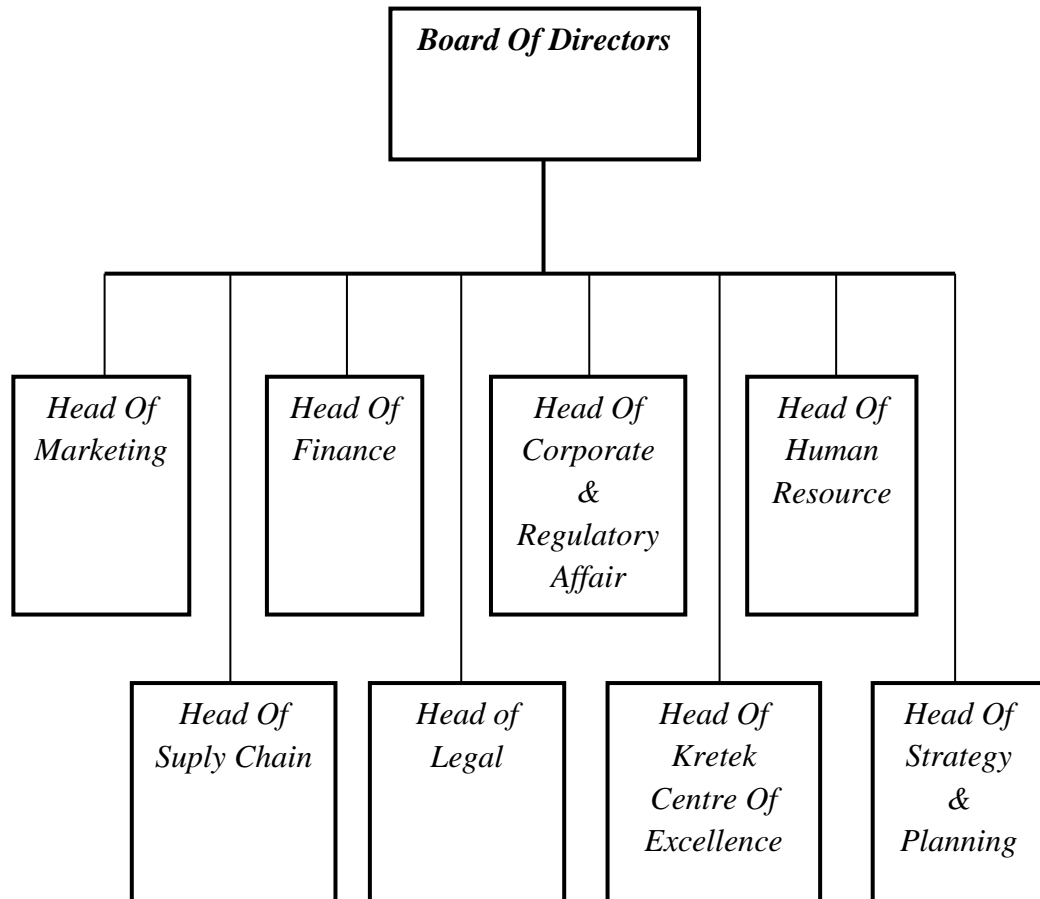 Board Of Directors
Head Of
Marketing
Head Of
Finance
Head Of
Corporate
&
Regulatory
Affair
Head Of
Human
Resource
Head Of
Suply Chain
Head of
Legal
Head Of
Kretek
Centre Of
Excellence
Head Of
Strategy
&
Planning